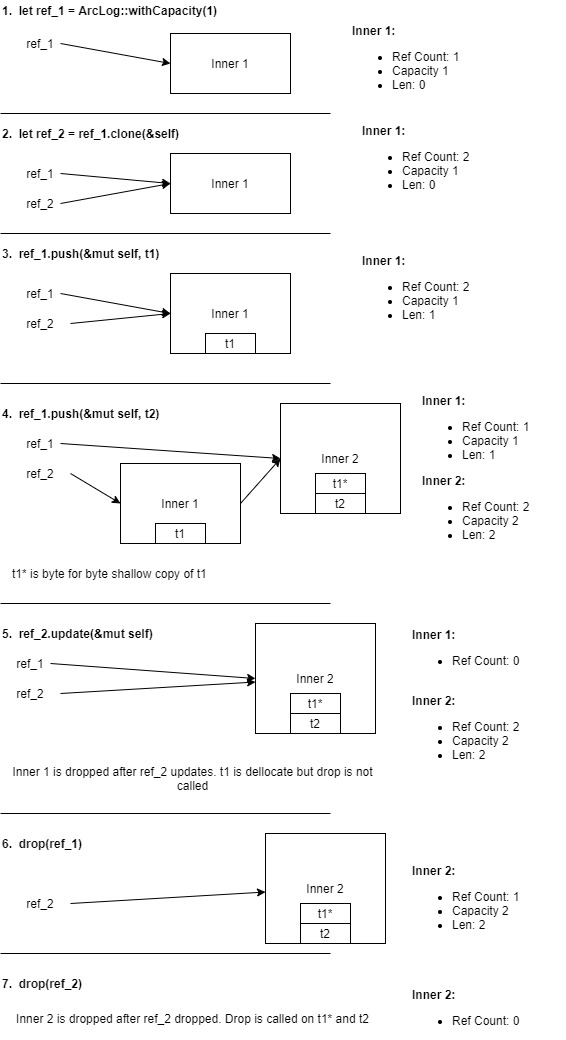 1. let ref_1 = ArcLog::withCapacity(1)
ref_1
Inner 1
Inner 1:
Ref Count: 1
Capacity 1
Len: 0
2. let ref_2 = ref_1.clone(&self)
ref_1
ref_2
Inner 1
Inner 1:
Ref Count: 2
Capacity 1
Len: 0
3. ref_1.push(&mut self, t1)
ref_1
ref_2
Inner 1
t1
Inner 1:
Ref Count: 2
Capacity 1
Len: 1
4. ref_1.push(&mut self, t2)
ref_1
ref_2
Inner 1
t1
Inner 2
t1*
t2
Inner 1:
Ref Count: 1
Capacity 1
Len: 1
Inner 2:
Ref Count: 2
Capacity 2
Len: 2
t1* is byte for byte shallow copy of t1
5. ref_2.update(&mut self)
ref_1
ref_2
Inner 2
t1*
t2
Inner 1:
Ref Count: 0
Inner 2:
Ref Count: 2
Capacity 2
Len: 2
Inner 1 is dropped after ref_2 updates. t1 is dellocate but drop is not
called
6. drop(ref_1)
ref_2
Inner 2
t1*
t2
Inner 2:
Ref Count: 1
Capacity 2
Len: 2
7. drop(ref_2)
Inner 2 is dropped after ref_2 dropped. Drop is called on t1* and t2
Inner 2:
Ref Count: 0